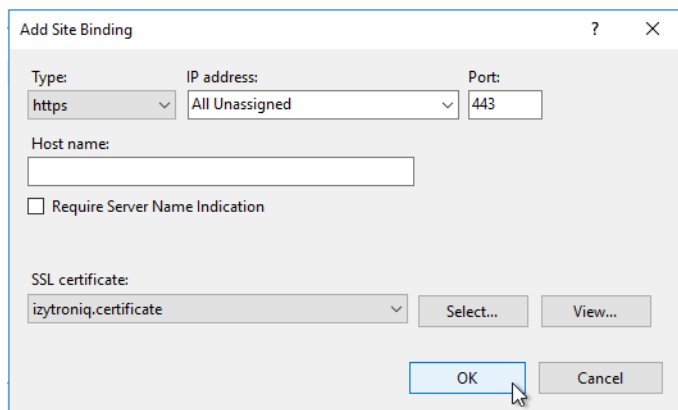 Add Site Binding ?
Type: IP address: Port:
https All Unassigned 443
Host name:
Require Server Name Indication
SSL certificate:
izytroniq.certificate Select... View...
OK Cancel